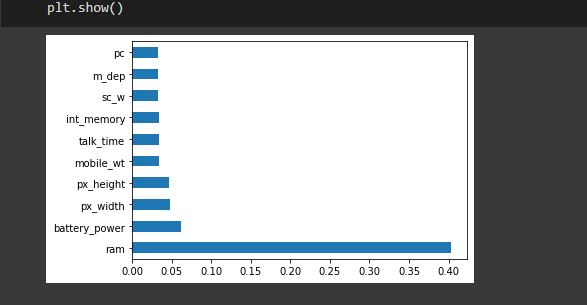 plt.show()
pc
m_dep
sc_w
int_memory
talk_time
mobile_wt
px_height
px_width
battery_power
ram
0.00 0.05 0.10 0.15 0.20 0.25 0.30 0.35 0.40